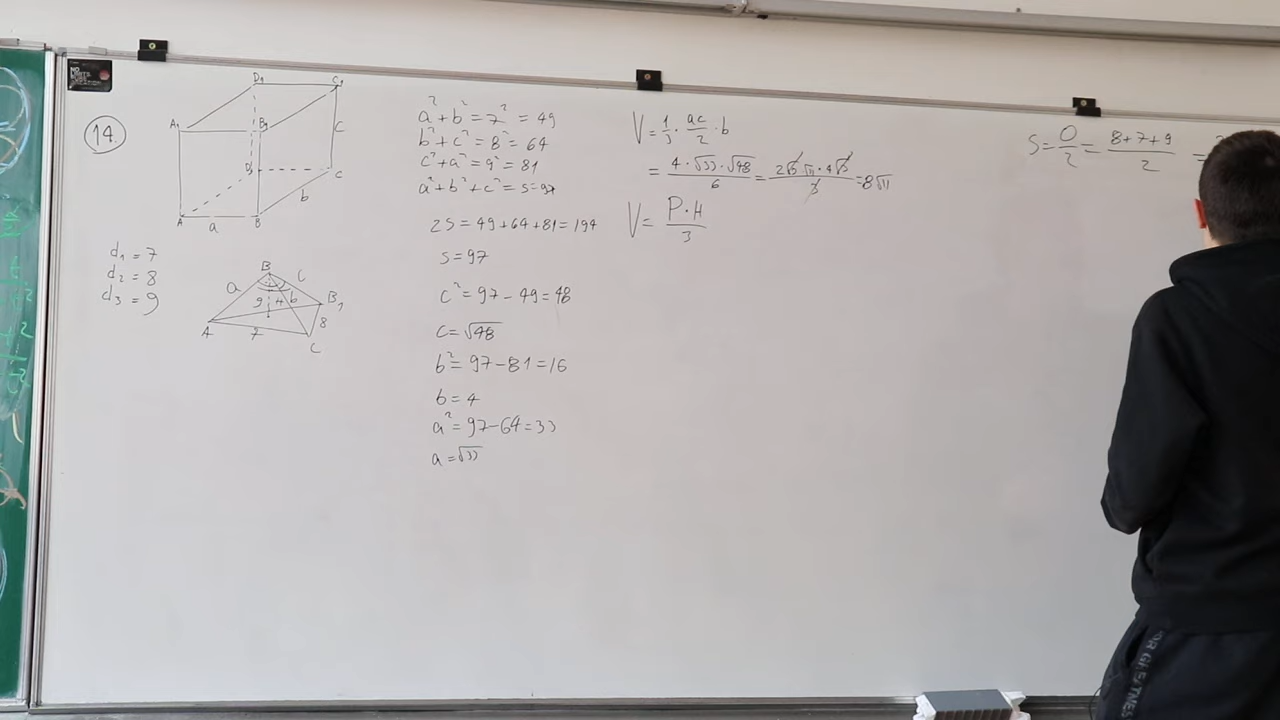 14.
D₁ C₁
A₁ B₁ C
D C
A B b
a
d₁ = 7
d₂ = 8
d₃ = 9
B
a c
9 H b B₁
A 7 8
C
a² + b² = 7² = 49
b² + c² = 8² = 64
c² + a² = 9² = 81
a² + b² + c² = S = 97
2S = 49 + 64 + 81 = 194
S = 97
c² = 97 - 49 = 48
c = √48
b² = 97 - 81 = 16
b = 4
a² = 97 - 64 = 33
a = √33
V = 1/3 · ac/2 · b
= 4 · √33 · √48 / 6 = 2√3 √11 · 4√3 / 3 = 8√11
V = P · H / 3
S = O/2 = 8 + 7 + 9 / 2 =
OR GREATNES